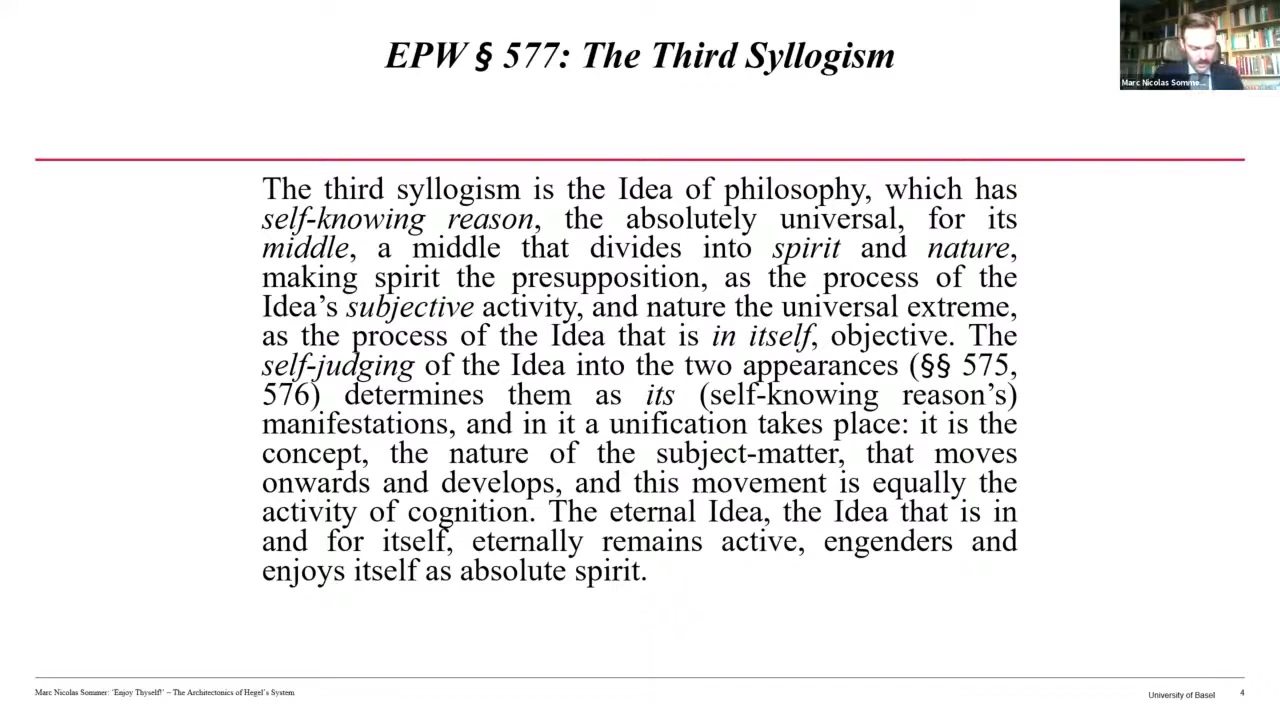 EPW § 577: The Third Syllogism
Marc Nicolas Somme...
The third syllogism is the Idea of philosophy, which has
self-knowing reason, the absolutely universal, for its
middle, a middle that divides into spirit and nature,
making spirit the presupposition, as the process of the
Idea’s subjective activity, and nature the universal extreme,
as the process of the Idea that is in itself, objective. The
self-judging of the Idea into the two appearances (§§ 575,
576) determines them as its (self-knowing reason’s)
manifestations, and in it a unification takes place: it is the
concept, the nature of the subject-matter, that moves
onwards and develops, and this movement is equally the
activity of cognition. The eternal Idea, the Idea that is in
and for itself, eternally remains active, engenders and
enjoys itself as absolute spirit.
Marc Nicolas Sommer: ‘Enjoy Thyself!’ – The Architectonics of Hegel’s System
University of Basel
4